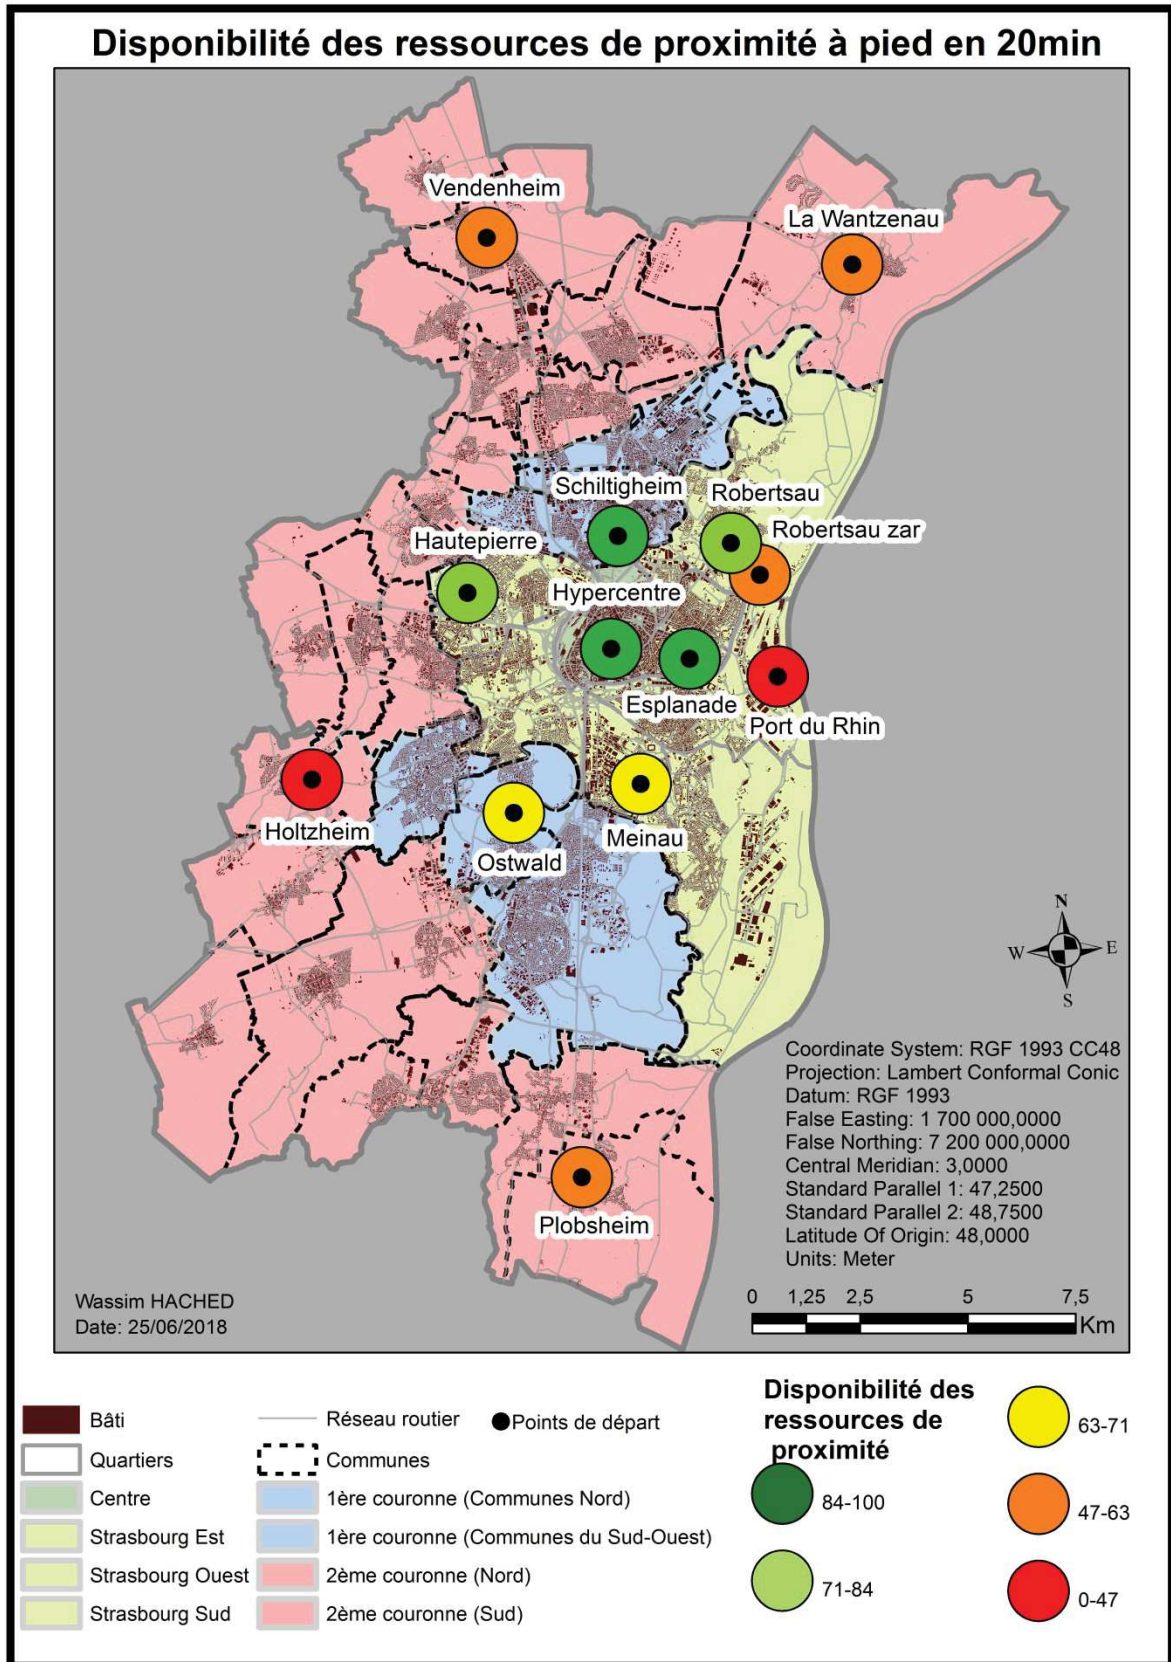 Disponibilité des ressources de proximité à pied en 20min
Vendenheim
La Wantzenau
Schiltigheim
Robertsau
Robertsau zar
Hautepierre
Hypercentre
Esplanade
Port du Rhin
Holtzheim
Ostwald
Meinau
N
W
E
S
Plobsheim
Coordinate System: RGF 1993 CC48
Projection: Lambert Conformal Conic
Datum: RGF 1993
False Easting: 1 700 000,0000
False Northing: 7 200 000,0000
Central Meridian: 3,0000
Standard Parallel 1: 47,2500
Standard Parallel 2: 48,7500
Latitude Of Origin: 48,0000
Units: Meter
Wassim HACHED
Date: 25/06/2018
0 1,25 2,5 5 7,5
Km
Bâti
Quartiers
Centre
Strasbourg Est
Strasbourg Ouest
Strasbourg Sud
Réseau routier
Points de départ
Communes
1ère couronne (Communes Nord)
1ère couronne (Communes du Sud-Ouest)
2ème couronne (Nord)
2ème couronne (Sud)
Disponibilité des
ressources de
proximité
84-100
71-84
63-71
47-63
0-47